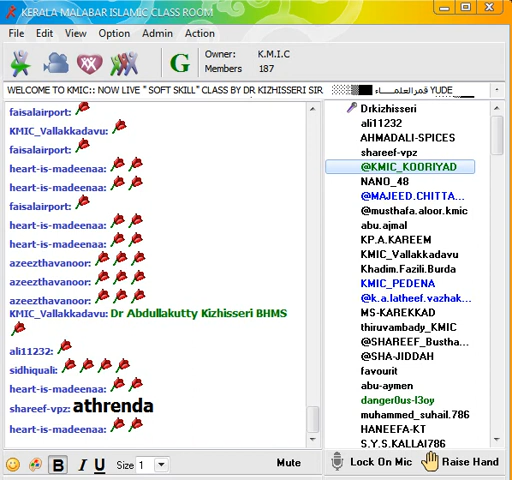 KERALA MALABAR ISLAMIC CLASS ROOM
File Edit View Option Admin Action
G
Owner: K.M.I.C
Members 187
WELCOME TO KMIC:: NOW LIVE " SOFT SKILL" CLASS BY DR KIZHISSERI SIR قمرالعلمـــاء YUDE
faisalairport:
KMIC_Vallakkadavu:
faisalairport:
heart-is-madeenaa:
heart-is-madeenaa:
faisalairport:
heart-is-madeenaa:
heart-is-madeenaa:
azeezthavanoor:
azeezthavanoor:
azeezthavanoor:
KMIC_Vallakkadavu: Dr Abdullakutty Kizhisseri BHMS
ali11232:
sidhiquali:
heart-is-madeenaa:
shareef-vpz: athrenda
heart-is-madeenaa:
B I U Size 1 Mute
Drkizhisseri
ali11232
AHMADALI-SPICES
shareef-vpz
@KMIC_KOORIYAD
NANO_48
@MAJEED.CHITTA...
@musthafa.aloor.kmic
abu.ajmal
KP.A.KAREEM
KMIC_Vallakkadavu
Khadim.Fazili.Burda
KMIC_PEDENA
@k.a.latheef.vazhak...
MS-KAREKKAD
thiruvambady_KMIC
@SHAREEF_Bustha...
@SHA-JIDDAH
favourit
abu-aymen
danger0us-l3oy
muhammed_suhail.786
HANEEFA-KT
S.Y.S.KALLAI786
Lock On Mic Raise Hand